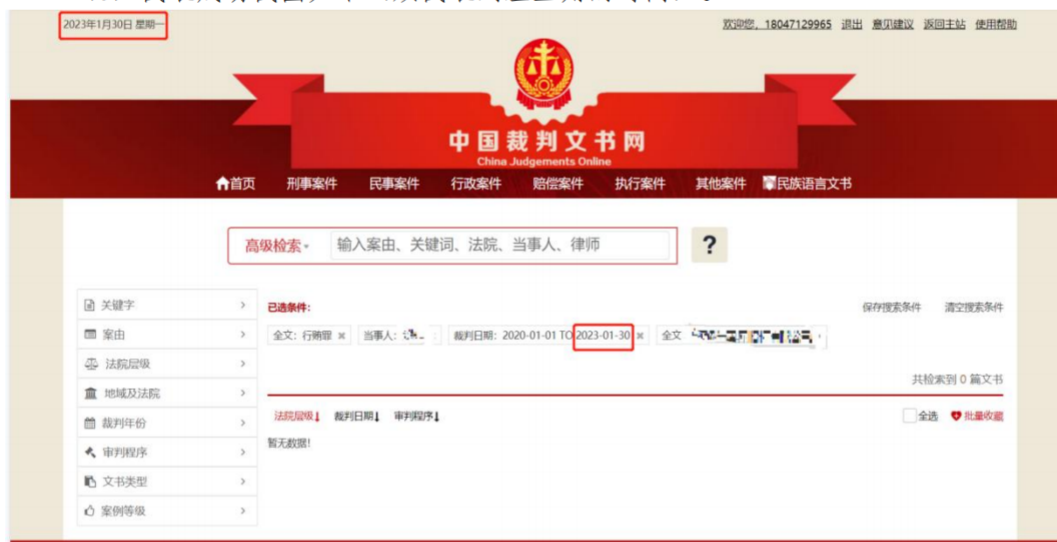 2023年1月30日 星期一
欢迎您，18047129965 退出 意见建议 返回主站 使用帮助
中国裁判文书网
China Judgements Online
首页 刑事案件 民事案件 行政案件 赔偿案件 执行案件 其他案件 民族语言文书
高级检索 输入案由、关键词、法院、当事人、律师 ?
关键字
案由
法院层级
地域及法院
裁判年份
审判程序
文书类型
案例等级
已选条件:
保存搜索条件 清空搜索条件
全文：行贿罪 × 当事人： 裁判日期：2020-01-01 TO 2023-01-30 × 全文
共检索到 0 篇文书
法院层级↓ 裁判日期↓ 审判程序↓
全选 批量收藏
暂无数据!